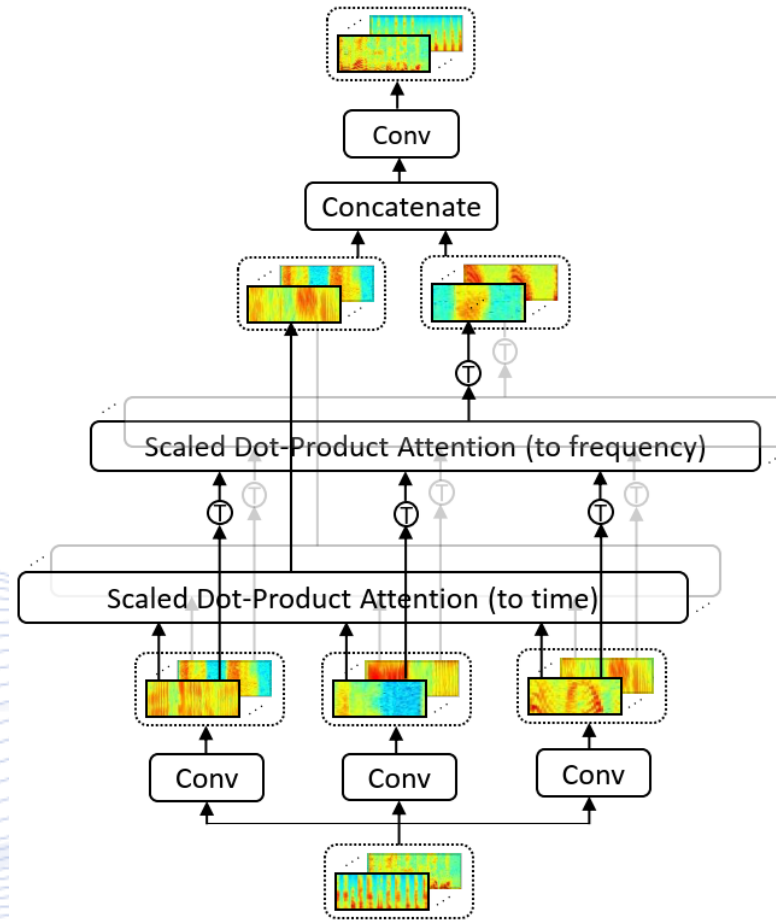 Conv
Concatenate
T
T
Scaled Dot-Product Attention (to frequency)
T T T T T T
Scaled Dot-Product Attention (to time)
Conv Conv Conv